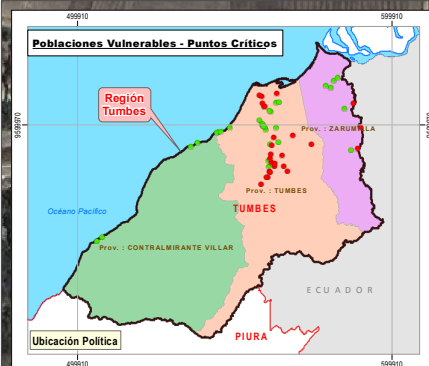 499910
599910
Poblaciones Vulnerables - Puntos Críticos
Región
Tumbes
9599970
9599970
Prov. : ZARUMILLA
Prov. : TUMBES
TUMBES
Océano Pacífico
Prov. : CONTRALMIRANTE VILLAR
ECUADOR
PIURA
Ubicación Política
499910
599910